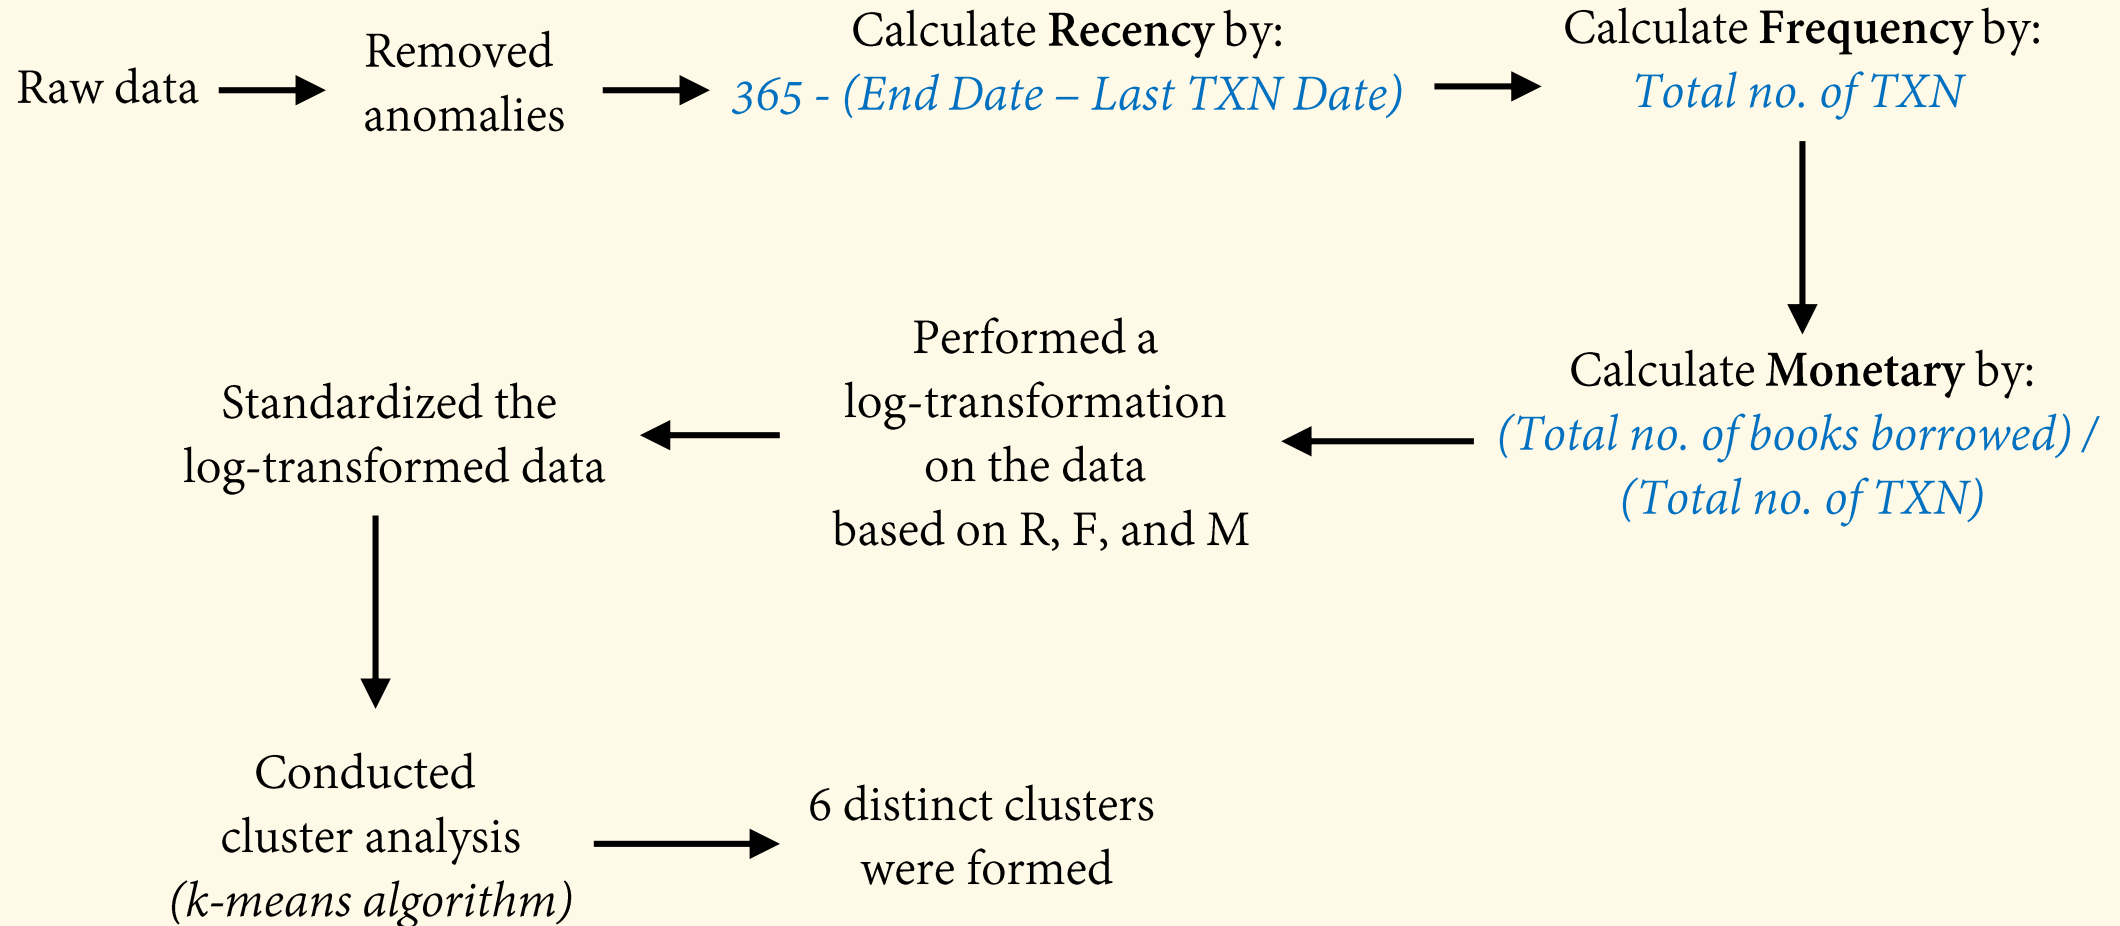 Raw data
Removed
anomalies
Calculate Recency by:
365 - (End Date – Last TXN Date)
Calculate Frequency by:
Total no. of TXN
Calculate Monetary by:
(Total no. of books borrowed) /
(Total no. of TXN)
Performed a
log-transformation
on the data
based on R, F, and M
Standardized the
log-transformed data
Conducted
cluster analysis
(k-means algorithm)
6 distinct clusters
were formed